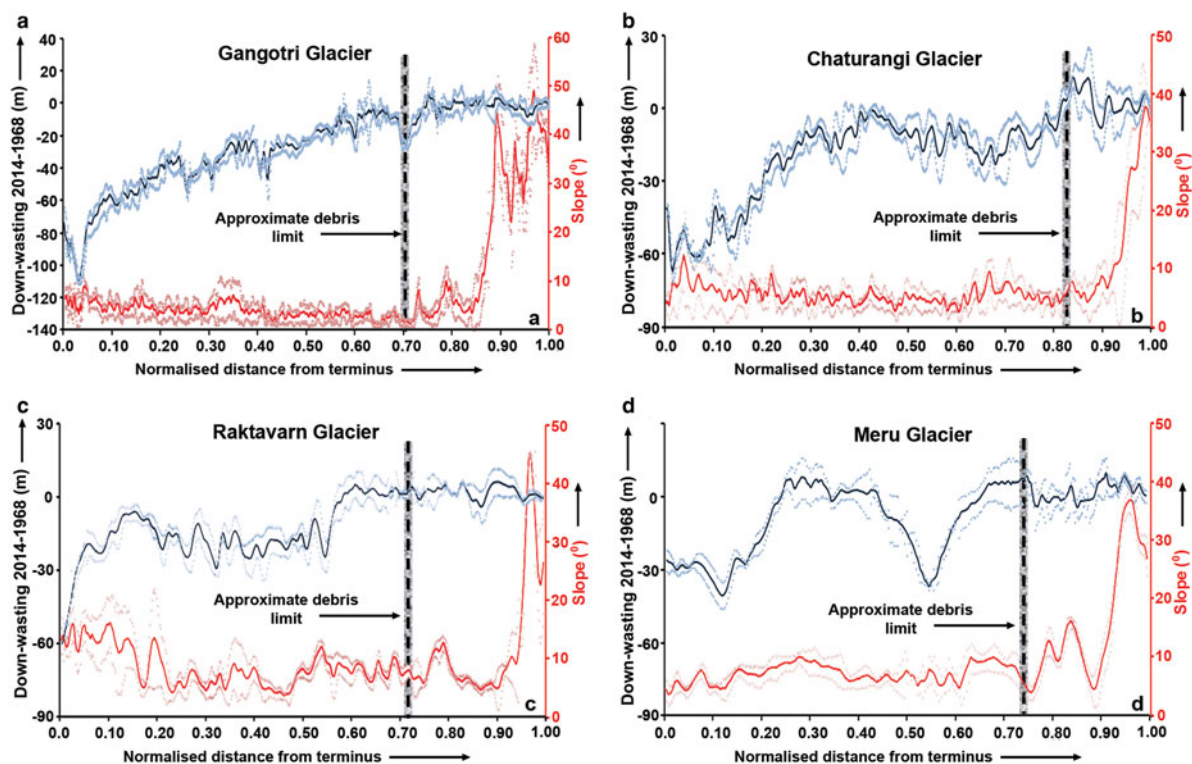 a
Gangotri Glacier
Down-wasting 2014-1968 (m)
40
20
0
-20
-40
-60
-80
-100
-120
-140
60
50
40
30
20
10
0
Slope (⁰)
Approximate debris
limit
a
0.0 0.10 0.20 0.30 0.40 0.50 0.60 0.70 0.80 0.90 1.00
Normalised distance from terminus
b
Chaturangi Glacier
Down-wasting 2014-1968 (m)
30
0
-30
-60
-90
50
40
30
20
10
0
Slope (⁰)
Approximate debris
limit
b
0.0 0.10 0.20 0.30 0.40 0.50 0.60 0.70 0.80 0.90 1.00
Normalised distance from terminus
c
Raktavarn Glacier
Down-wasting 2014-1968 (m)
30
0
-30
-60
-90
50
40
30
20
10
0
Slope (⁰)
Approximate debris
limit
c
0.0 0.10 0.20 0.30 0.40 0.50 0.60 0.70 0.80 0.90 1.00
Normalised distance from terminus
d
Meru Glacier
Down-wasting 2014-1968 (m)
30
0
-30
-60
-90
50
40
30
20
10
0
Slope (⁰)
Approximate debris
limit
d
0.0 0.10 0.20 0.30 0.40 0.50 0.60 0.70 0.80 0.90 1.00
Normalised distance from terminus